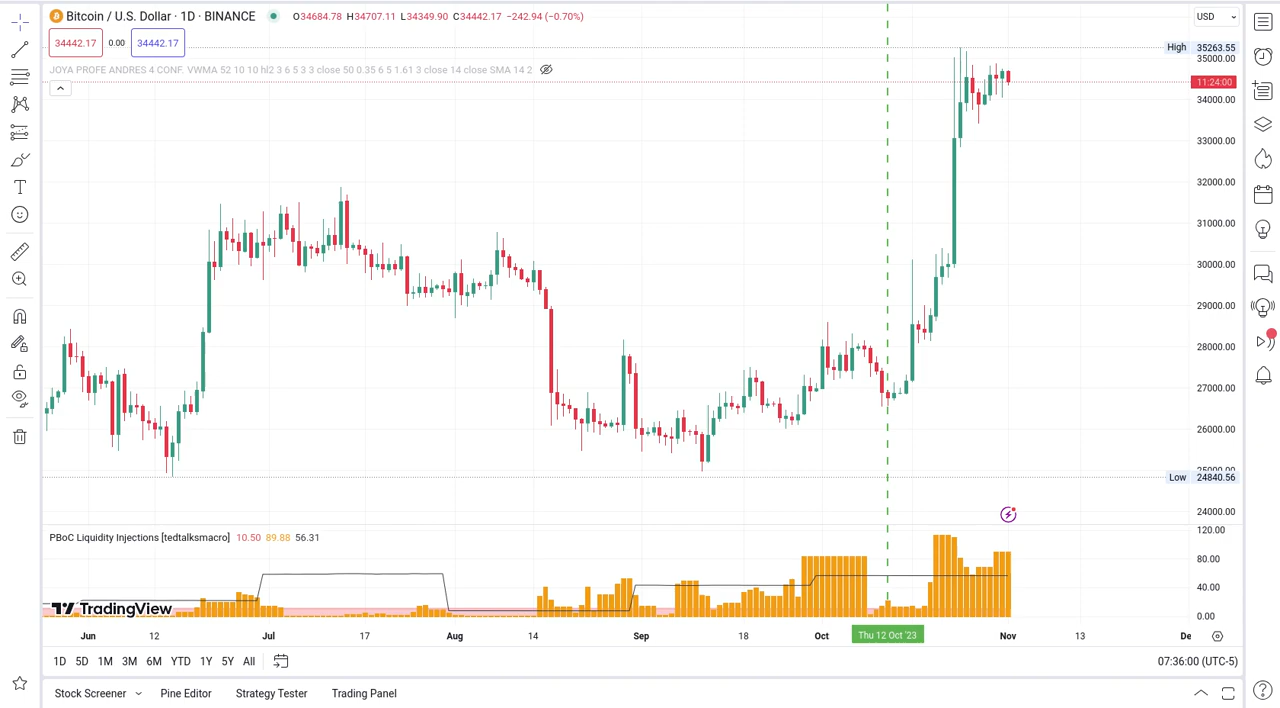 Bitcoin / U.S. Dollar · 1D · BINANCE O34684.78 H34707.11 L34349.90 C34442.17 −242.94 (−0.70%)
USD
34442.17 0.00 34442.17
JOYA PROFE ANDRES 4 CONF. VWMA 52 10 10 hl2 3 6 5 3 3 close 50 0.35 6 5 1.61 3 close 14 close SMA 14 2
High 35263.55
35000.00
11:24:00
34000.00
33000.00
32000.00
31000.00
30000.00
29000.00
28000.00
27000.00
26000.00
25000.00
Low 24840.56
24000.00
PBoC Liquidity Injections [tedtalksmacro] 10.50 89.88 56.31
120.00
80.00
40.00
0.00
TradingView
Jun 12 Jul 17 Aug 14 Sep 18 Oct Thu 12 Oct '23 Nov 13 De
1D 5D 1M 3M 6M YTD 1Y 5Y All
07:36:00 (UTC-5)
Stock Screener Pine Editor Strategy Tester Trading Panel